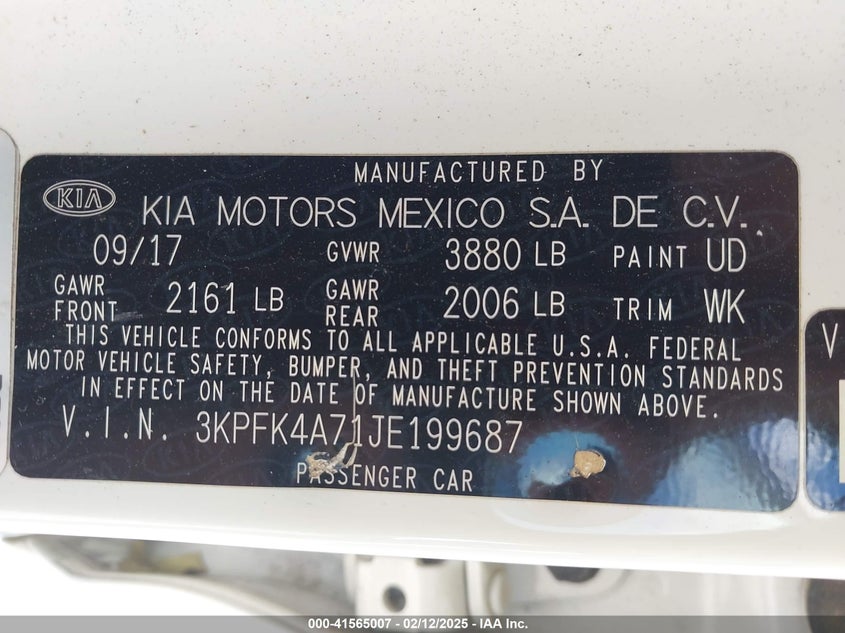 MANUFACTURED BY
KIA KIA MOTORS MEXICO S.A. DE C.V.
09/17 GVWR 3880 LB PAINT UD
GAWR FRONT 2161 LB GAWR REAR 2006 LB TRIM WK
THIS VEHICLE CONFORMS TO ALL APPLICABLE U.S.A. FEDERAL
MOTOR VEHICLE SAFETY, BUMPER, AND THEFT PREVENTION STANDARDS
IN EFFECT ON THE DATE OF MANUFACTURE SHOWN ABOVE.
V.I.N. 3KPFK4A71JE199687
PASSENGER CAR
V
000-41565007 - 02/12/2025 - IAA Inc.